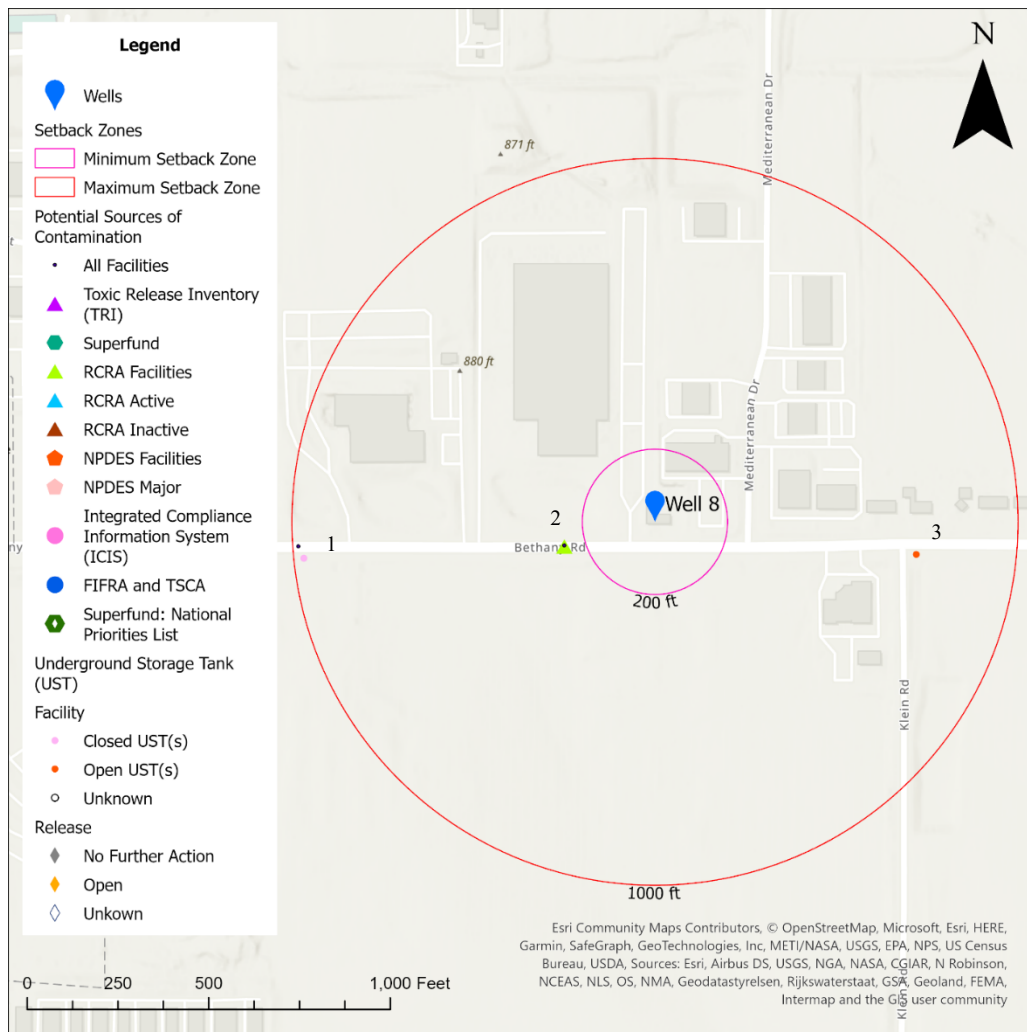 Legend
Wells
Setback Zones
Minimum Setback Zone
Maximum Setback Zone
Potential Sources of
Contamination
All Facilities
Toxic Release Inventory
(TRI)
Superfund
RCRA Facilities
RCRA Active
RCRA Inactive
NPDES Facilities
NPDES Major
Integrated Compliance
Information System
(ICIS)
FIFRA and TSCA
Superfund: National
Priorities List
Underground Storage Tank
(UST)
Facility
Closed UST(s)
Open UST(s)
Unknown
Release
No Further Action
Open
Unkown
N
871 ft
Mediterranean Dr
880 ft
Mediterranean Dr
Well 8
1
2
3
ny
Bethany Rd
200 ft
Klein Rd
1000 ft
Klein Rd
0 250 500 1,000 Feet
Esri Community Maps Contributors, © OpenStreetMap, Microsoft, Esri, HERE,
Garmin, SafeGraph, GeoTechnologies, Inc, METI/NASA, USGS, EPA, NPS, US Census
Bureau, USDA, Sources: Esri, Airbus DS, USGS, NGA, NASA, CGIAR, N Robinson,
NCEAS, NLS, OS, NMA, Geodatastyrelsen, Rijkswaterstaat, GSA, Geoland, FEMA,
Intermap and the GIS user community